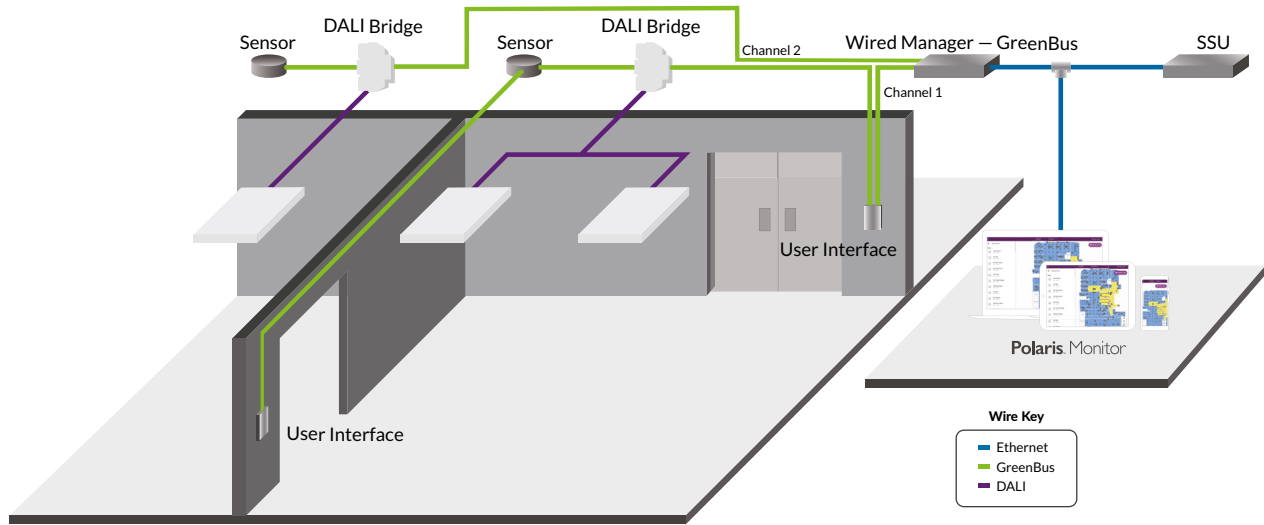 DALI Bridge
DALI Bridge
Sensor
Sensor
Channel 2
Wired Manager – GreenBus
SSU
Channel 1
User Interface
Polaris. Monitor
User Interface
Wire Key
Ethernet
GreenBus
DALI